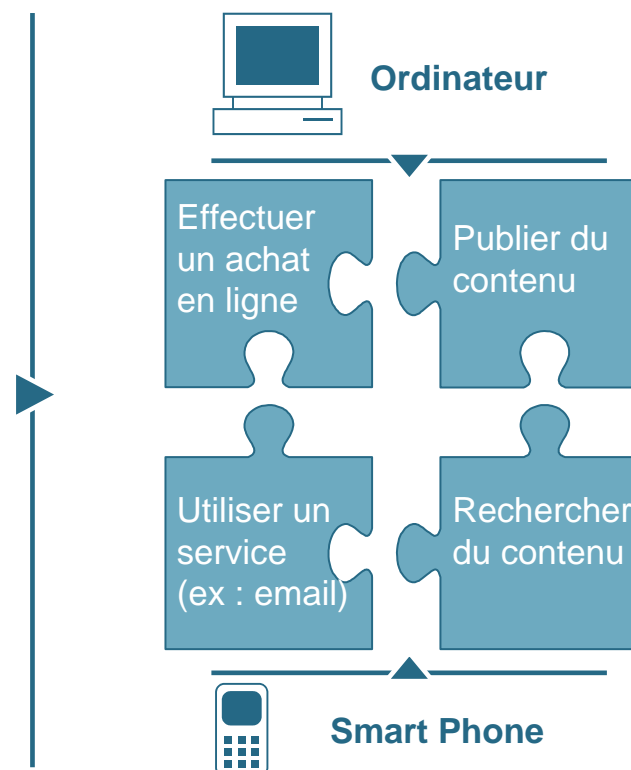 Ordinateur
Effectuer
un achat
en ligne
Publier du
contenu
Utiliser un
service
(ex : email)
Rechercher
du contenu
Smart Phone